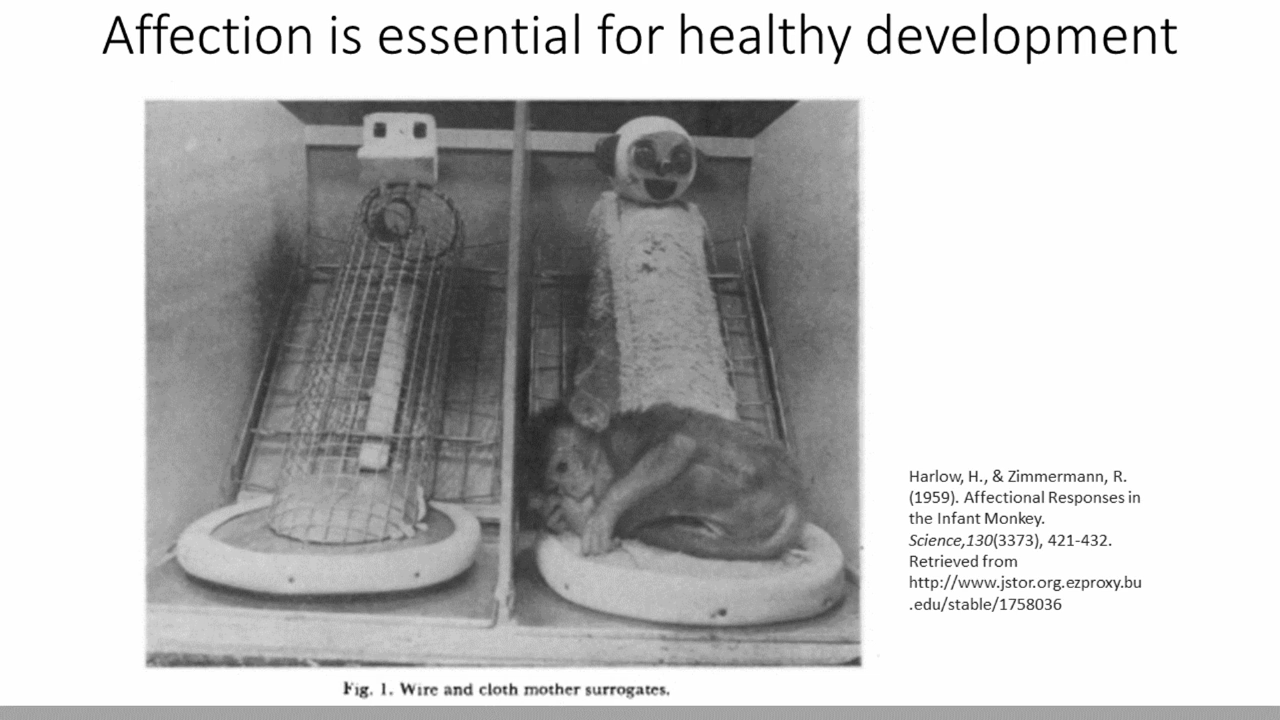 Affection is essential for healthy development
Harlow, H., & Zimmermann, R.
(1959). Affectional Responses in
the Infant Monkey.
Science,130(3373), 421-432.
Retrieved from
http://www.jstor.org.ezproxy.bu
.edu/stable/1758036
Fig. 1. Wire and cloth mother surrogates.